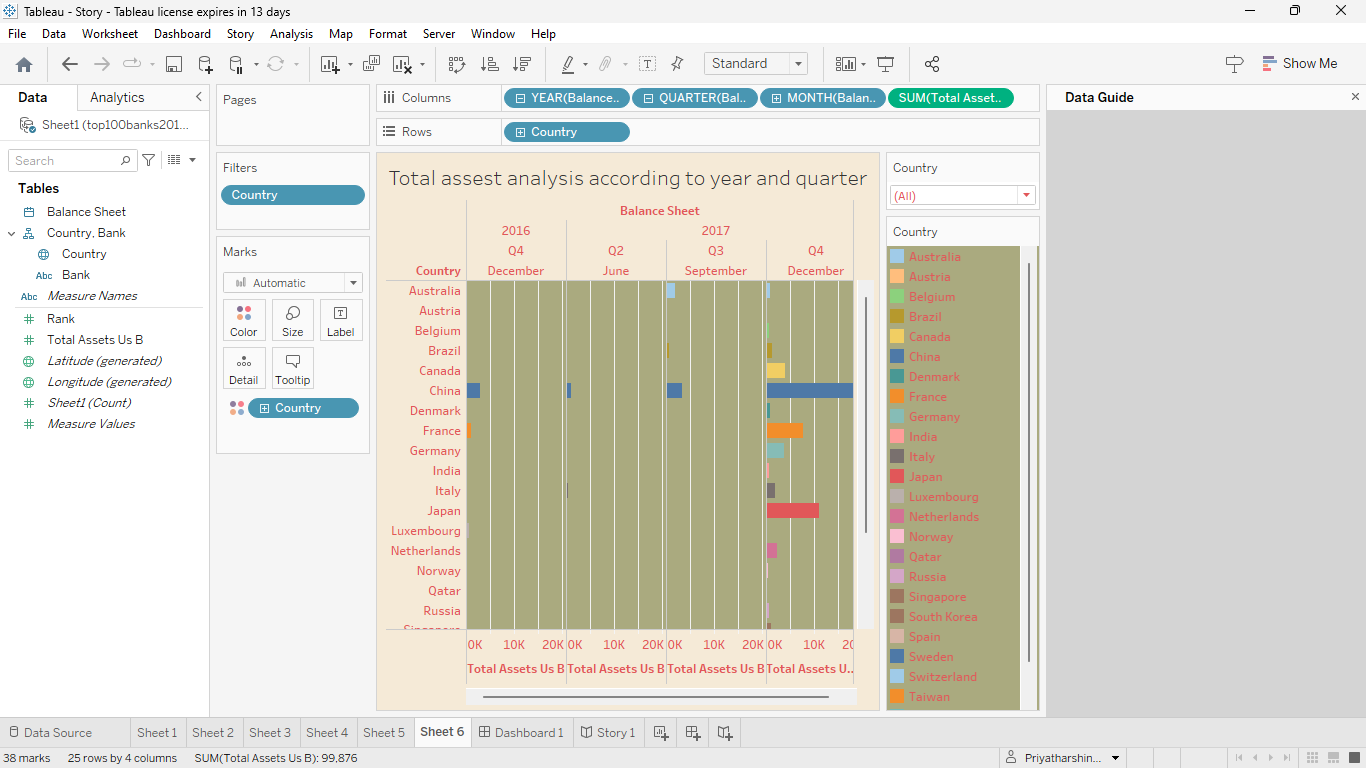 Tableau - Story - Tableau license expires in 13 days
File Data Worksheet Dashboard Story Analysis Map Format Server Window Help
Standard
Show Me
Data Analytics
Sheet1 (top100banks201...
Search
Tables
Balance Sheet
Country, Bank
Country
Abc Bank
Abc Measure Names
Rank
Total Assets Us B
Latitude (generated)
Longitude (generated)
Sheet1 (Count)
Measure Values
Pages
Filters
Country
Marks
Automatic
Color Size Label
Detail Tooltip
Country
Columns YEAR(Balance.. QUARTER(Bal.. MONTH(Balan.. SUM(Total Asset..
Rows Country
Total assest analysis according to year and quarter
Balance Sheet
2016 2017
Q4 Q2 Q3 Q4
Country December June September December
Australia
Austria
Belgium
Brazil
Canada
China
Denmark
France
Germany
India
Italy
Japan
Luxembourg
Netherlands
Norway
Qatar
Russia
Singapore
0K 10K 20K 0K 10K 20K 0K 10K 20K 0K 10K 20
Total Assets Us B Total Assets Us B Total Assets Us B Total Assets U..
Country
(All)
Country
Australia
Austria
Belgium
Brazil
Canada
China
Denmark
France
Germany
India
Italy
Japan
Luxembourg
Netherlands
Norway
Qatar
Russia
Singapore
South Korea
Spain
Sweden
Switzerland
Taiwan
Data Guide
Data Source Sheet 1 Sheet 2 Sheet 3 Sheet 4 Sheet 5 Sheet 6 Dashboard 1 Story 1
38 marks 25 rows by 4 columns SUM(Total Assets Us B): 99,876 Priyatharshin...